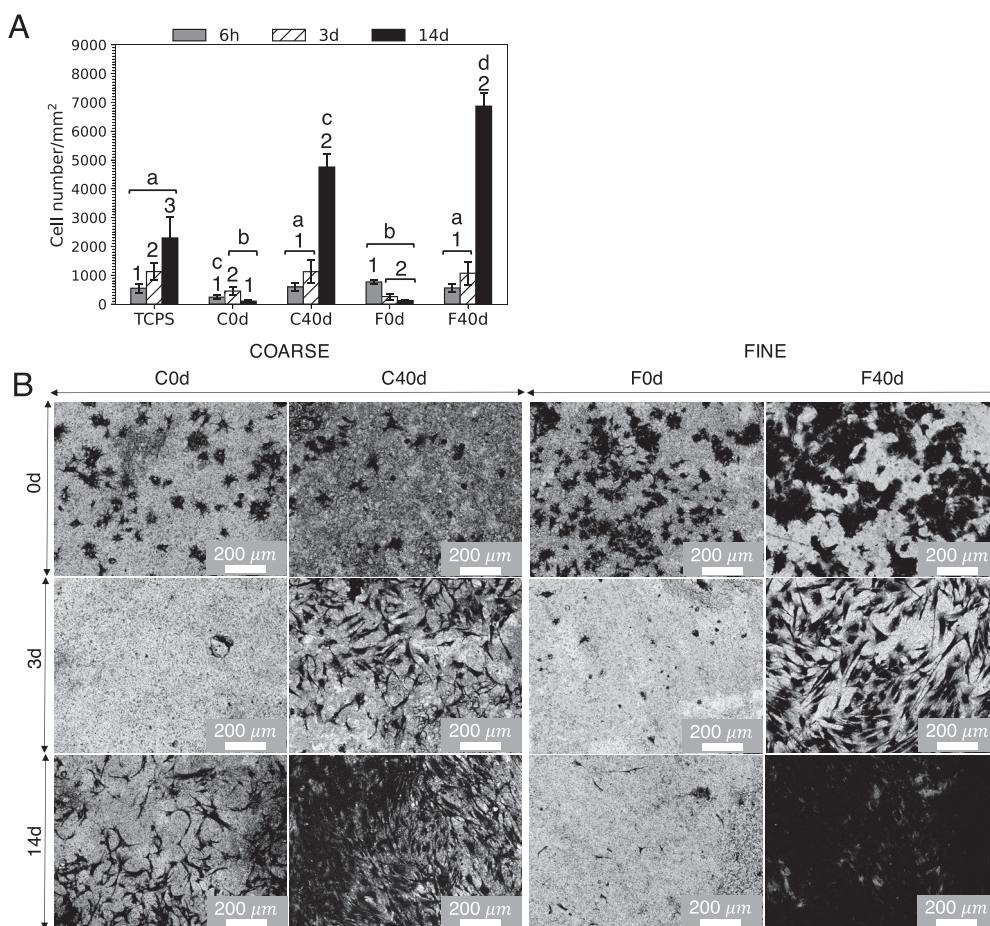 A
6h 3d 14d
9000
8000
7000
6000
5000
4000
3000
2000
1000
0
Cell number/mm²
a
1 2 3
c
1 2 1
b
a
1
c
2
b
1 2
a
1
d
2
TCPS C0d C40d F0d F40d
COARSE FINE
B
C0d C40d F0d F40d
0d
200 µm 200 µm 200 µm 200 µm
3d
200 µm 200 µm 200 µm 200 µm
14d
200 µm 200 µm 200 µm 200 µm